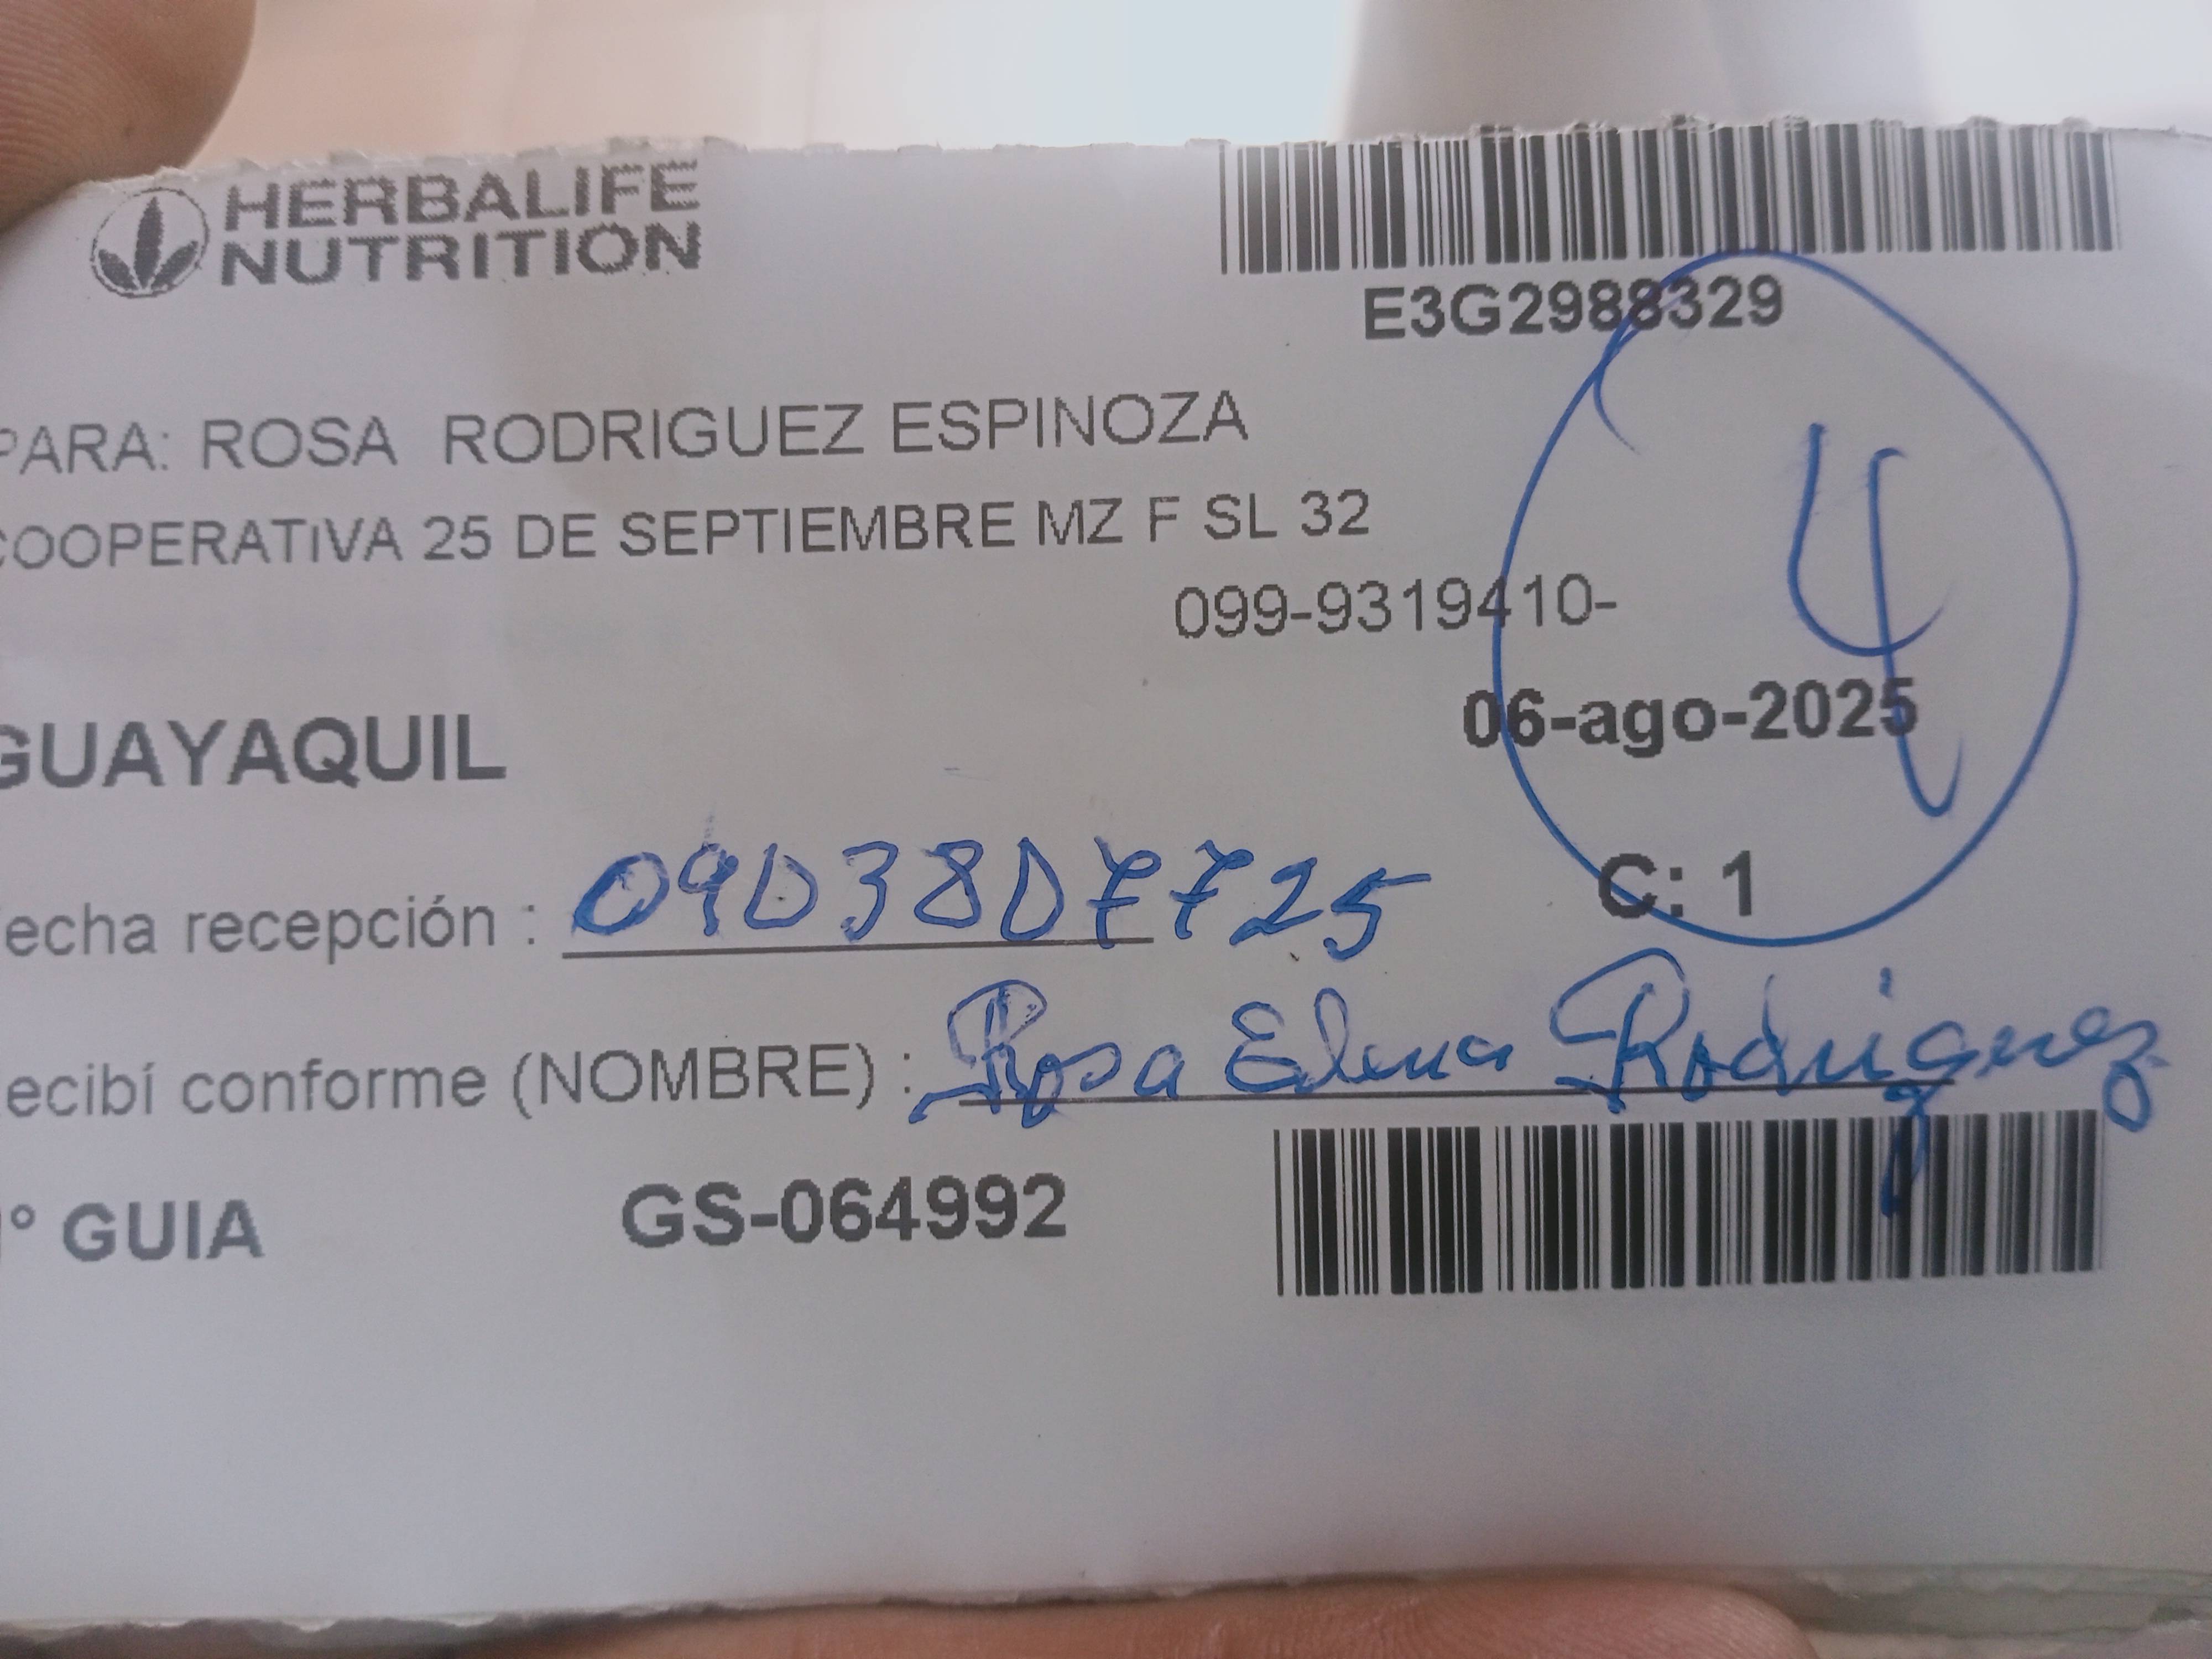 HERBALIFE
NUTRITION
E3G2988329
PARA: ROSA RODRIGUEZ ESPINOZA
COOPERATIVA 25 DE SEPTIEMBRE MZ F SL 32
099-9319410-
4
06-ago-2025
GUAYAQUIL
C: 1
echa recepción : 0903807725
ecibí conforme (NOMBRE) : Rosa Elena Rodriguez
° GUIA GS-064992